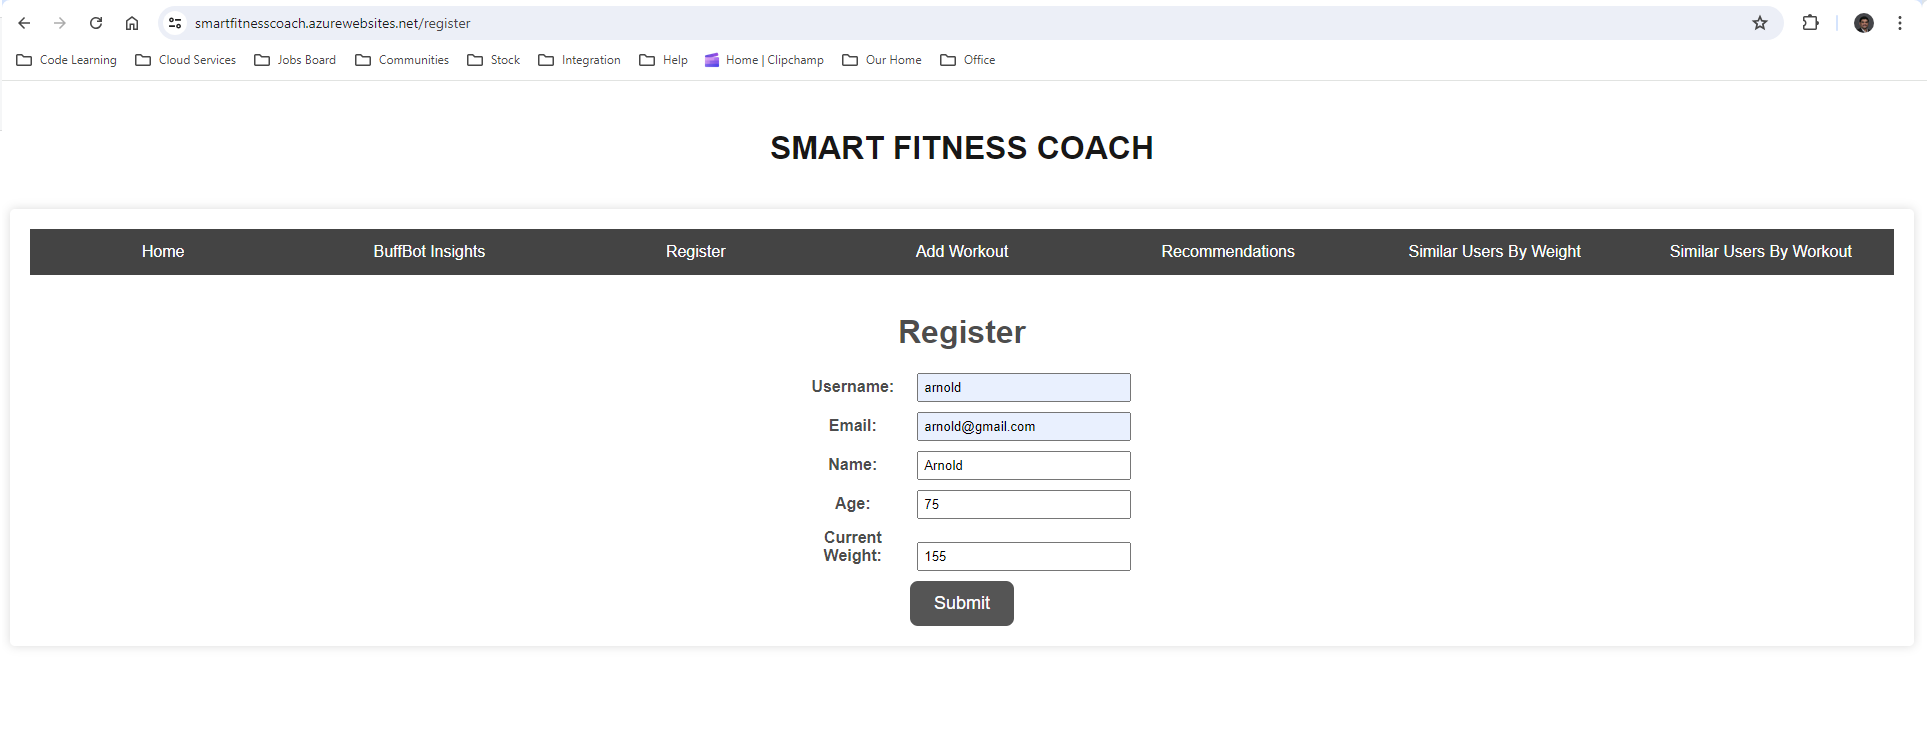 smartfitnesscoach.azurewebsites.net/register
Code Learning Cloud Services Jobs Board Communities Stock Integration Help Home | Clipchamp Our Home Office
SMART FITNESS COACH
Home BuffBot Insights Register Add Workout Recommendations Similar Users By Weight Similar Users By Workout
Register
Username: arnold
Email: arnold@gmail.com
Name: Arnold
Age: 75
Current
Weight: 155
Submit